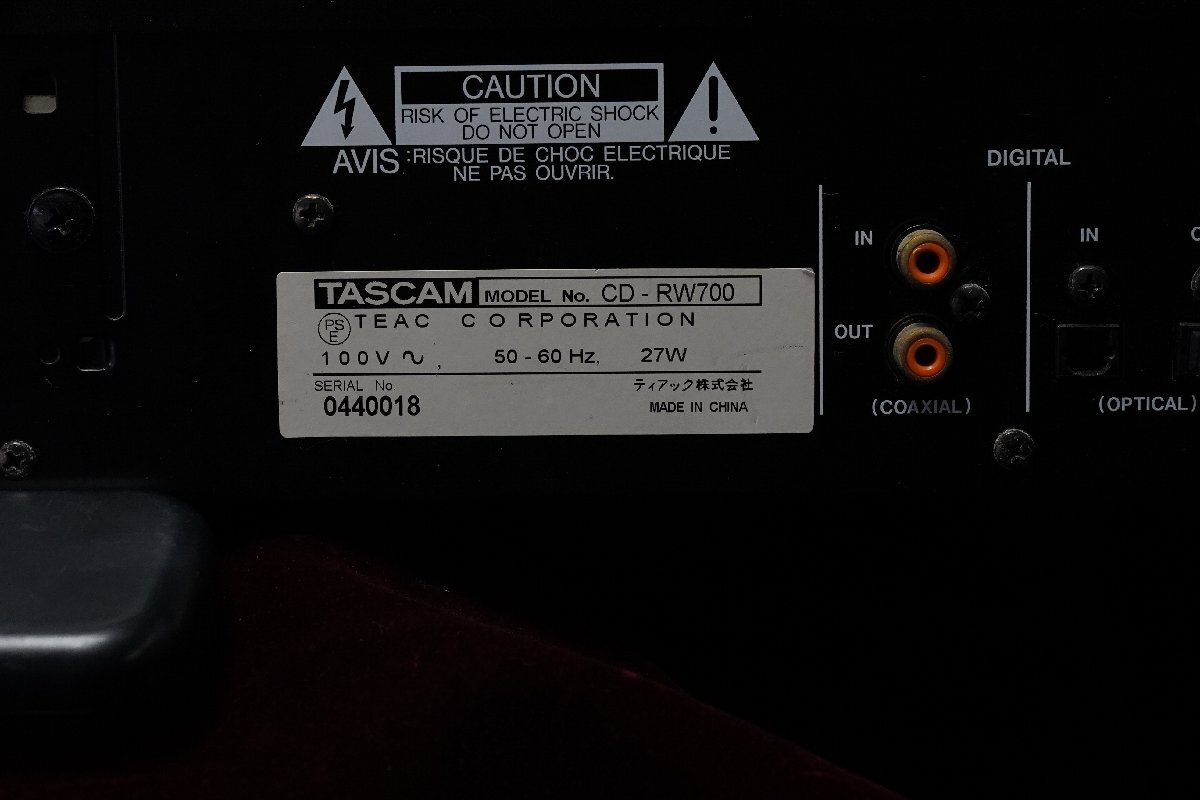 CAUTION
RISK OF ELECTRIC SHOCK
DO NOT OPEN
AVIS :RISQUE DE CHOC ELECTRIQUE
NE PAS OUVRIR.
TASCAM MODEL No. CD - RW700
PSE TEAC CORPORATION
100V ~, 50 - 60 Hz, 27W
SERIAL No. ティアック株式会社
0440018 MADE IN CHINA
DIGITAL
IN
OUT
(COAXIAL)
IN
(OPTICAL)